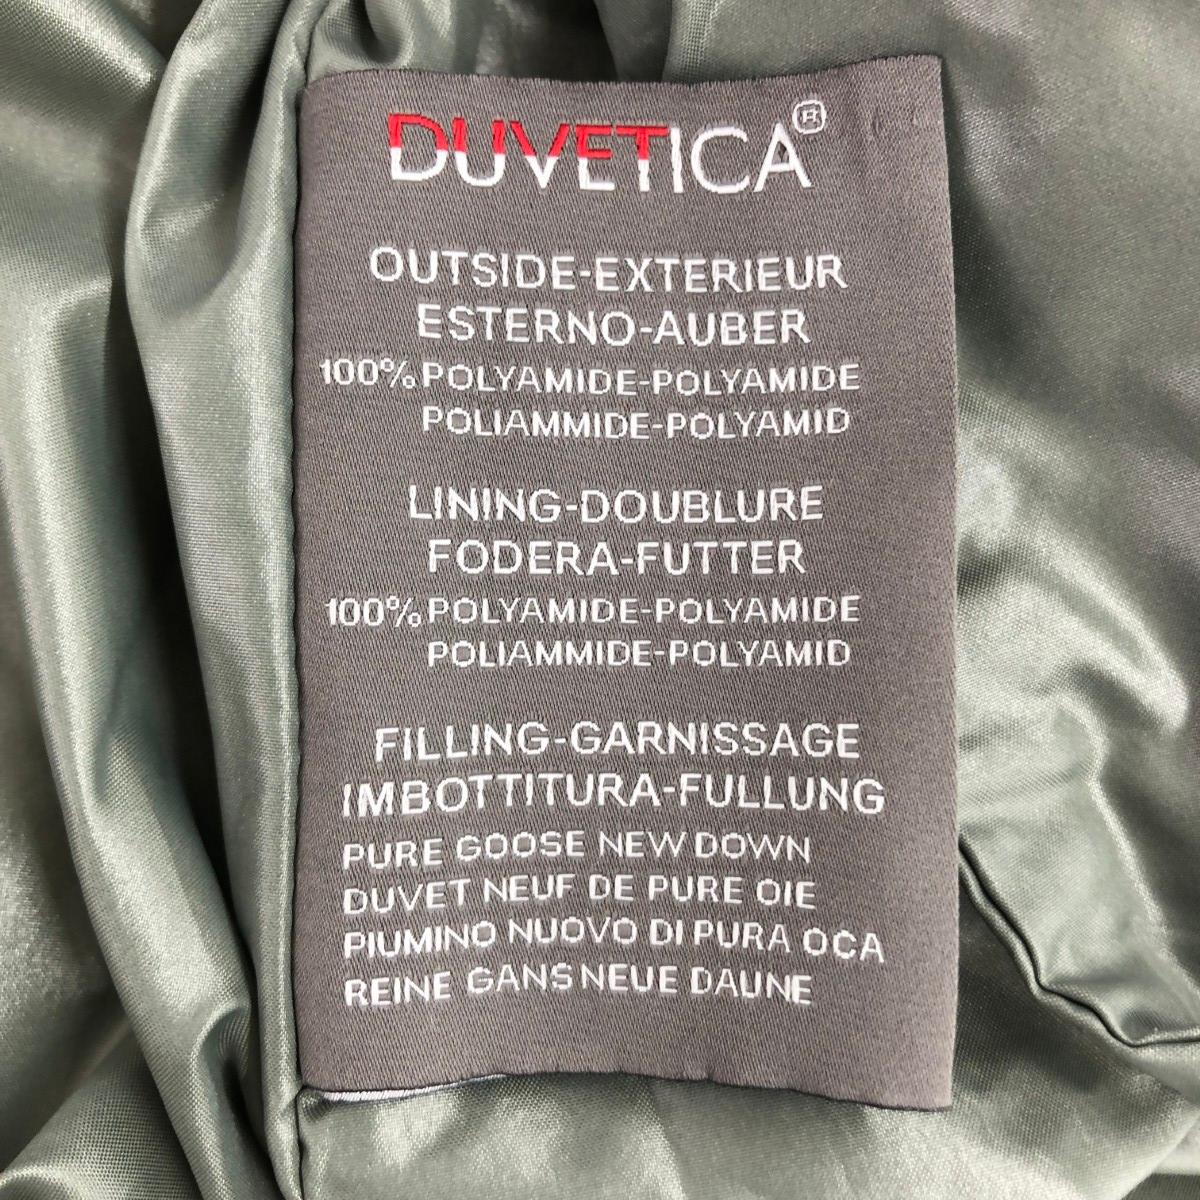 DUVETICA®
OUTSIDE-EXTERIEUR
ESTERNO-AUBER
100% POLYAMIDE-POLYAMIDE
POLIAMMIDE-POLYAMID
LINING-DOUBLURE
FODERA-FUTTER
100% POLYAMIDE-POLYAMIDE
POLIAMMIDE-POLYAMID
FILLING-GARNISSAGE
IMBOTTITURA-FULLUNG
PURE GOOSE NEW DOWN
DUVET NEUF DE PURE OIE
PIUMINO NUOVO DI PURA OCA
REINE GANS NEUE DAUNE